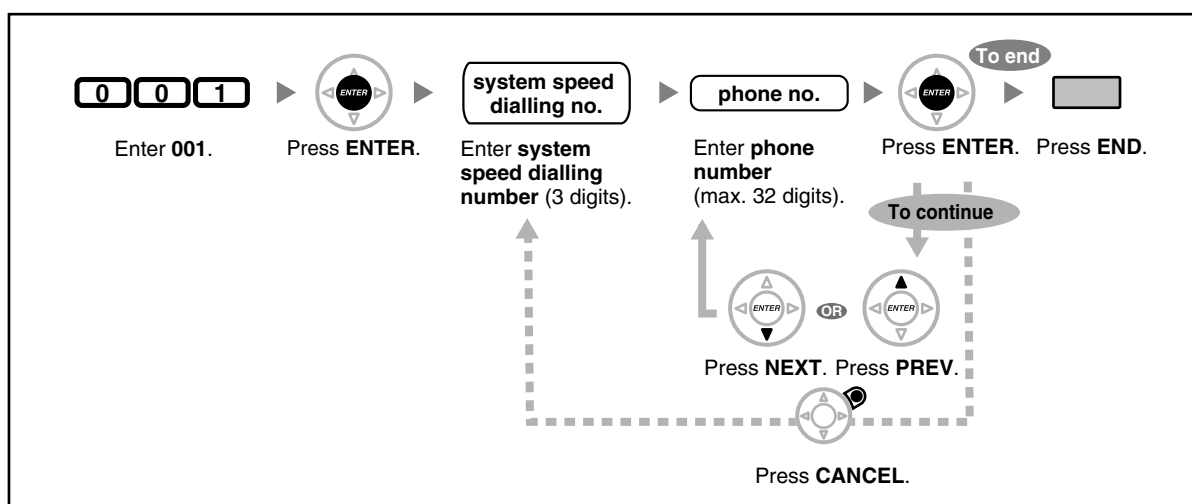 To end
0 0 1
ENTER
system speed
dialling no.
phone no.
ENTER
Enter 001.
Press ENTER.
Enter system
speed dialling
number (3 digits).
Enter phone
number
(max. 32 digits).
Press ENTER.
Press END.
To continue
ENTER
OR
ENTER
Press NEXT.
Press PREV.
Press CANCEL.